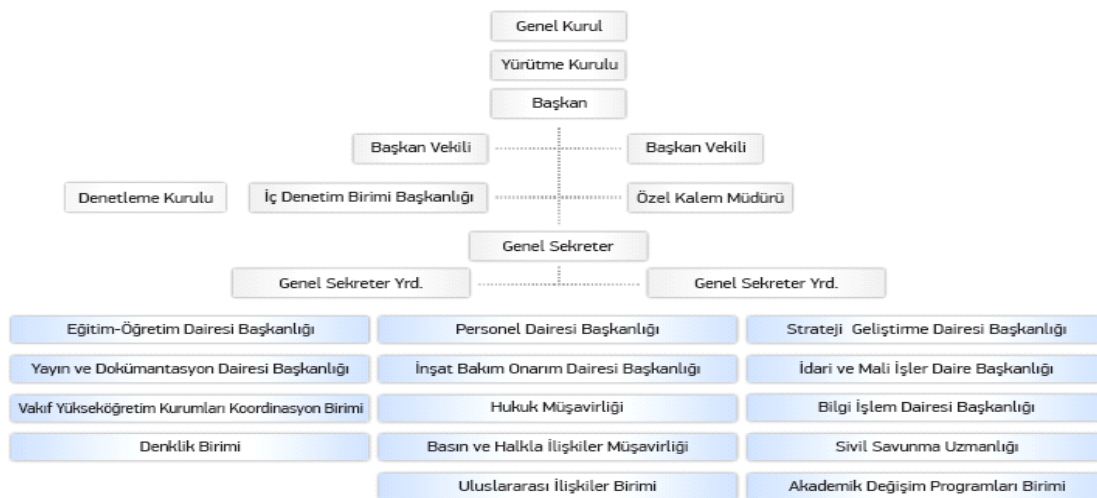 Genel Kurul
Yürütme Kurulu
Başkan
Başkan Vekili
Başkan Vekili
Denetleme Kurulu
İç Denetim Birimi Başkanlığı
Özel Kalem Müdürü
Genel Sekreter
Genel Sekreter Yrd.
Genel Sekreter Yrd.
Eğitim-Öğretim Dairesi Başkanlığı
Personel Dairesi Başkanlığı
Strateji Geliştirme Dairesi Başkanlığı
Yayın ve Dokümantasyon Dairesi Başkanlığı
İnşat Bakım Onarım Dairesi Başkanlığı
İdari ve Mali İşler Daire Başkanlığı
Vakıf Yükseköğretim Kurumları Koordinasyon Birimi
Hukuk Müşavirliği
Bilgi İşlem Dairesi Başkanlığı
Denklik Birimi
Basın ve Halkla İlişkiler Müşavirliği
Sivil Savunma Uzmanlığı
Uluslararası İlişkiler Birimi
Akademik Değişim Programları Birimi